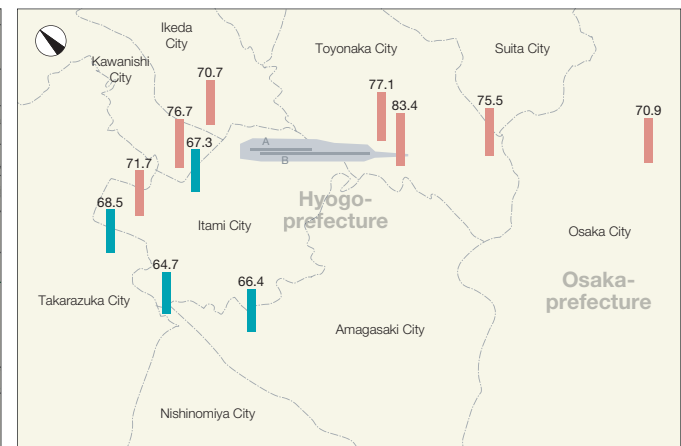 Ikeda
City
Toyonaka City
Suita City
Kawanishi
City
70.7
77.1
83.4
75.5
70.9
76.7
67.3
A
B
71.7
68.5
Hyogo-
prefecture
Itami City
Osaka City
64.7
66.4
Takarazuka City
Osaka-
prefecture
Amagasaki City
Nishinomiya City